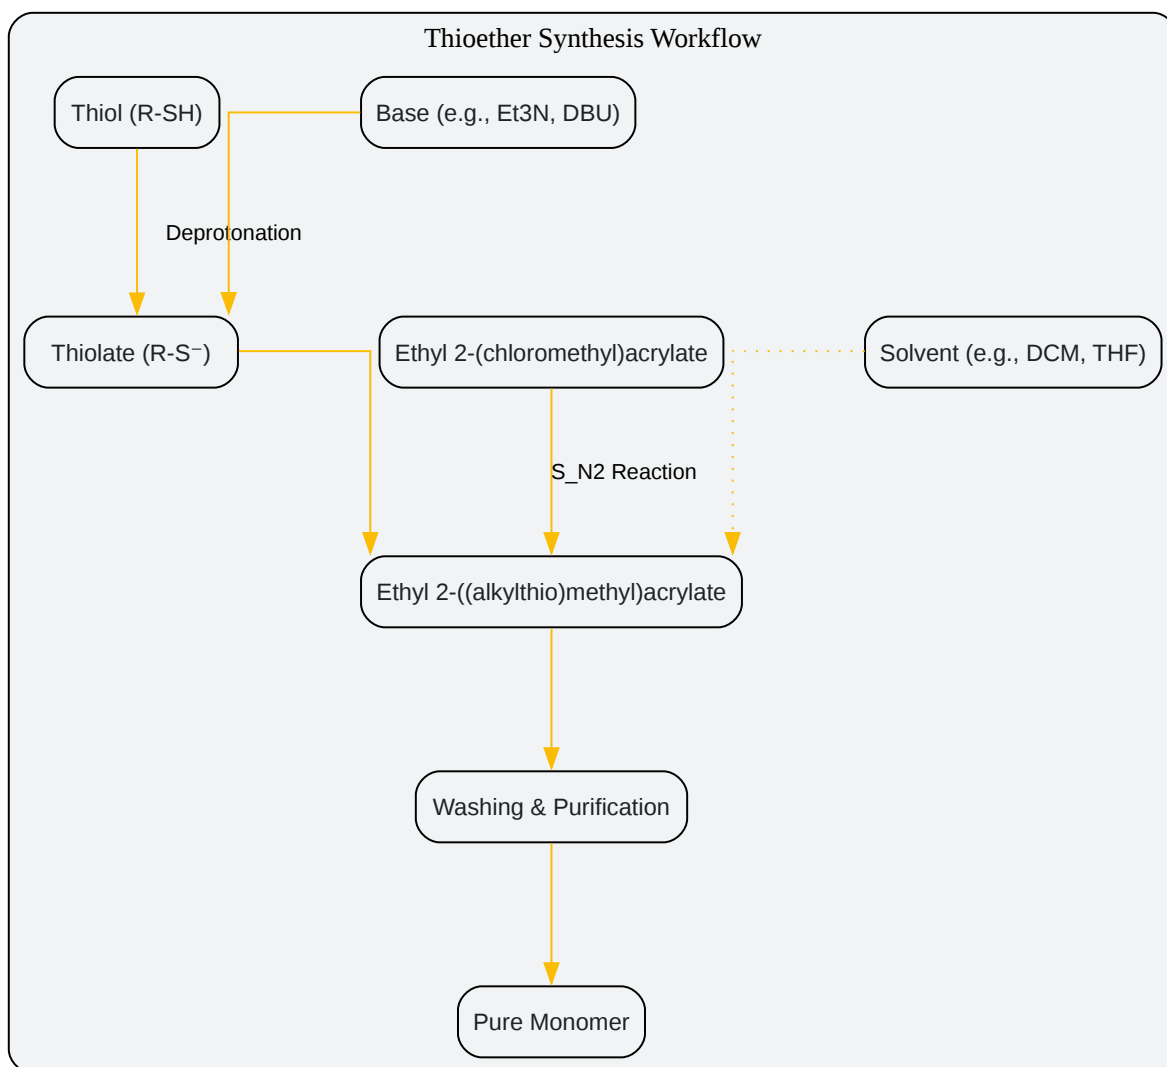 Thioether Synthesis Workflow
Thiol (R-SH)
Base (e.g., Et3N, DBU)
Deprotonation
Thiolate (R-S⁻)
Ethyl 2-(chloromethyl)acrylate
Solvent (e.g., DCM, THF)
S_N2 Reaction
Ethyl 2-((alkylthio)methyl)acrylate
Washing & Purification
Pure Monomer